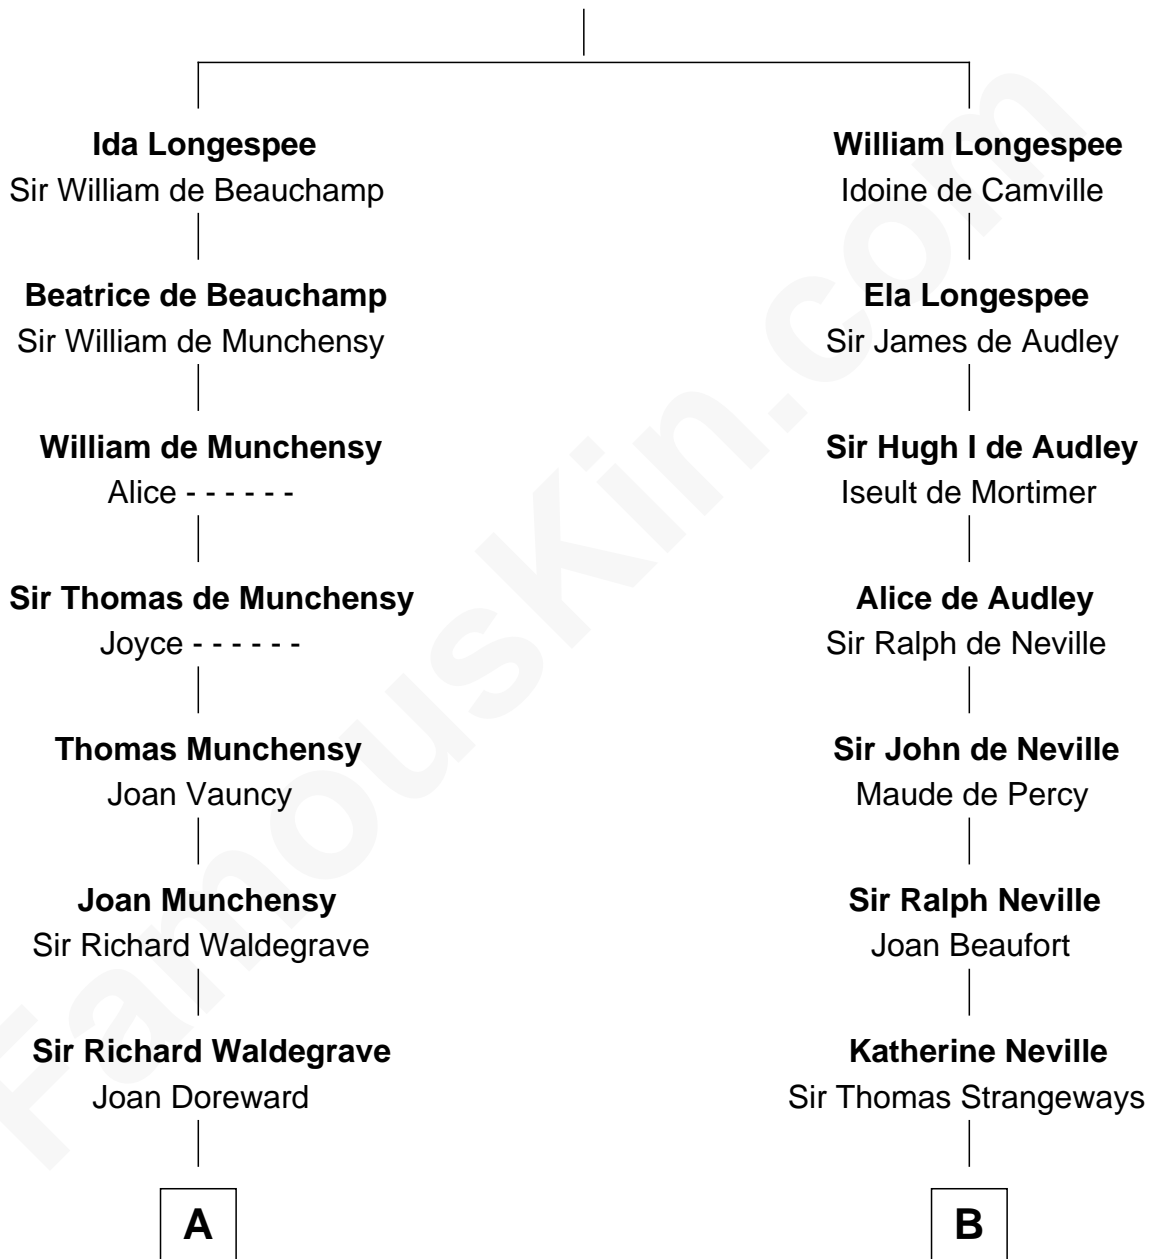 Ida Longespee
Sir William de Beauchamp
Beatrice de Beauchamp
Sir William de Munchensy
William de Munchensy
Alice - - - - - -
Sir Thomas de Munchensy
Joyce - - - - - -
Thomas Munchensy
Joan Vauncy
Joan Munchensy
Sir Richard Waldegrave
Sir Richard Waldegrave
Joan Doreward
A
William Longespee
Idoine de Camville
Ela Longespee
Sir James de Audley
Sir Hugh I de Audley
Iseult de Mortimer
Alice de Audley
Sir Ralph de Neville
Sir John de Neville
Maude de Percy
Sir Ralph Neville
Joan Beaufort
Katherine Neville
Sir Thomas Strangeways
B
FamousKin.com